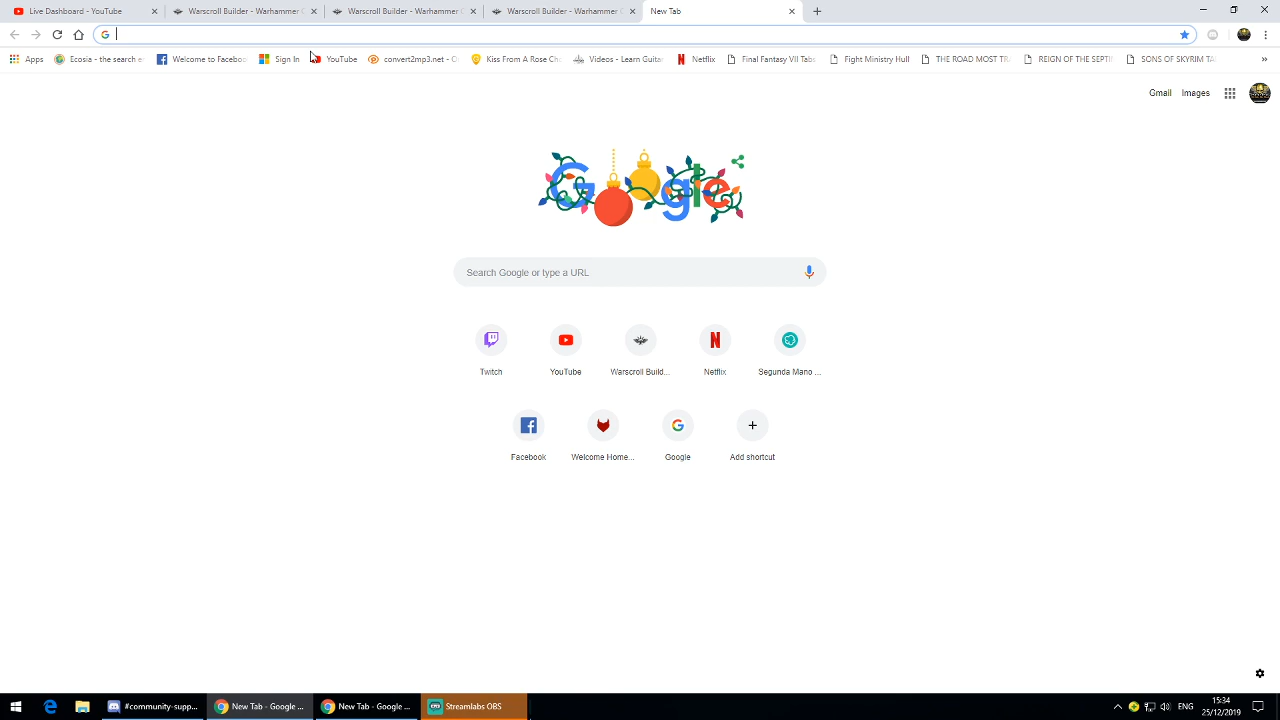 Live Dashboard - YouTube
Warscroll Builder - Warhammer
Warscroll Builder - Warhammer
Warscroll Builder - Warhammer
New Tab
Apps
Ecosia - the search e
Welcome to Faceboo
Sign In
YouTube
convert2mp3.net - O
Kiss From A Rose Ch
Videos - Learn Guita
Netflix
Final Fantasy VII Tab
Fight Ministry Hull
THE ROAD MOST TR
REIGN OF THE SEPTI
SONS OF SKYRIM TA
Gmail Images
Google
Search Google or type a URL
Twitch
YouTube
Warscroll Build...
Netflix
Segunda Mano ...
Facebook
Welcome Home...
Google
Add shortcut
#community-supp...
New Tab - Google ...
New Tab - Google ...
Streamlabs OBS
ENG
15:34
25/12/2019